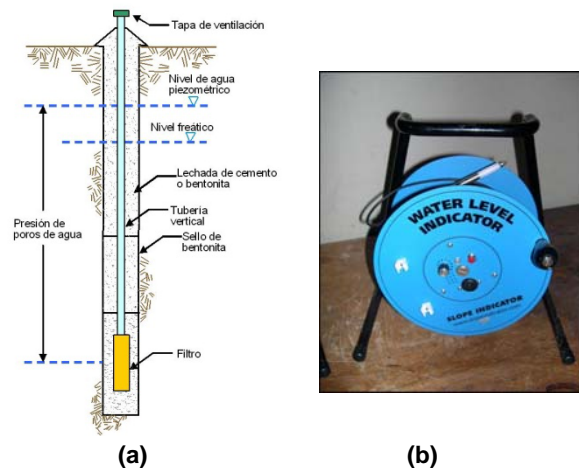 Tapa de ventilación
Nivel de agua
piezométrico
Nivel freático
Lechada de cemento
o bentonita
Presión de
poros de agua
Tubería
vertical
Sello de
bentonita
Filtro
(a)
WATER LEVEL
INDICATOR
SLOPE INDICATOR
(b)